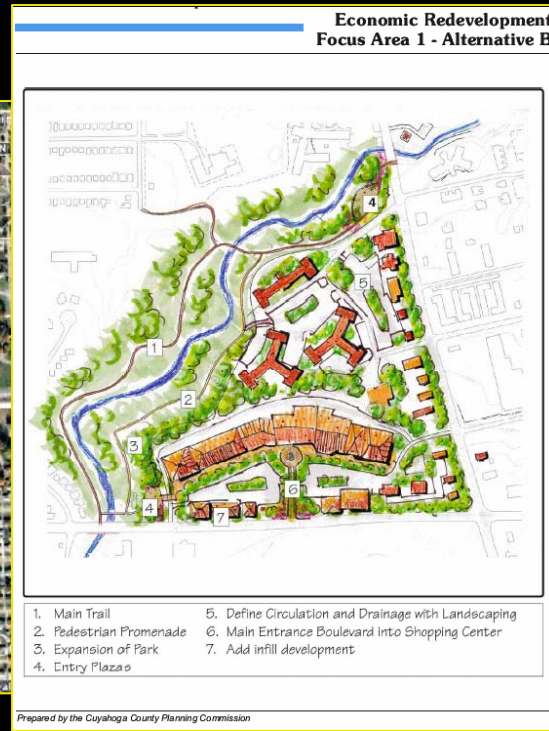 Economic Redevelopment
Focus Area 1 - Alternative B
4
5
1
2
3
4
6
7
1. Main Trail
2. Pedestrian Promenade
3. Expansion of Park
4. Entry Plazas
5. Define Circulation and Drainage with Landscaping
6. Main Entrance Boulevard into Shopping Center
7. Add infill development
Prepared by the Cuyahoga County Planning Commission